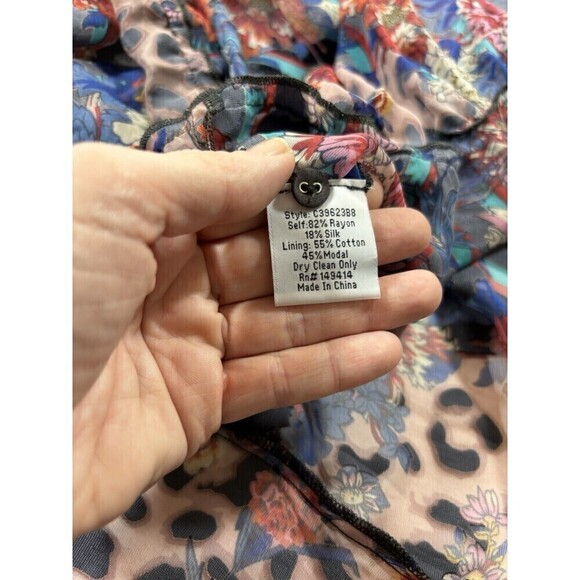 Style: C39623B8
Self:82% Rayon
18% Silk
Lining: 55% Cotton
45%Modal
Dry Clean Only
Rn# 149414
Made In China